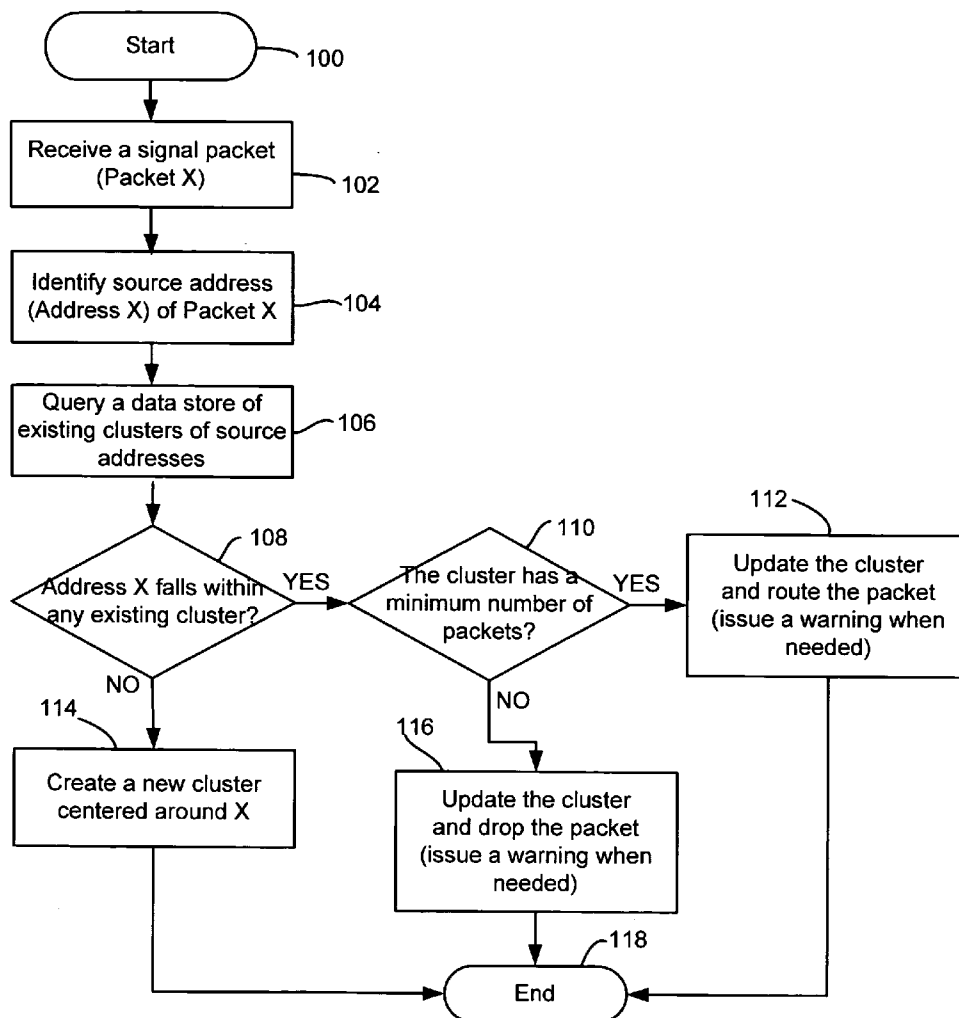 Start
100
Receive a signal packet
(Packet X)
102
Identify source address
(Address X) of Packet X
104
Query a data store of
existing clusters of source
addresses
106
108
Address X falls within
any existing cluster?
YES
NO
110
The cluster has a
minimum number of
packets?
YES
NO
112
Update the cluster
and route the packet
(issue a warning when
needed)
114
Create a new cluster
centered around X
116
Update the cluster
and drop the packet
(issue a warning when
needed)
118
End